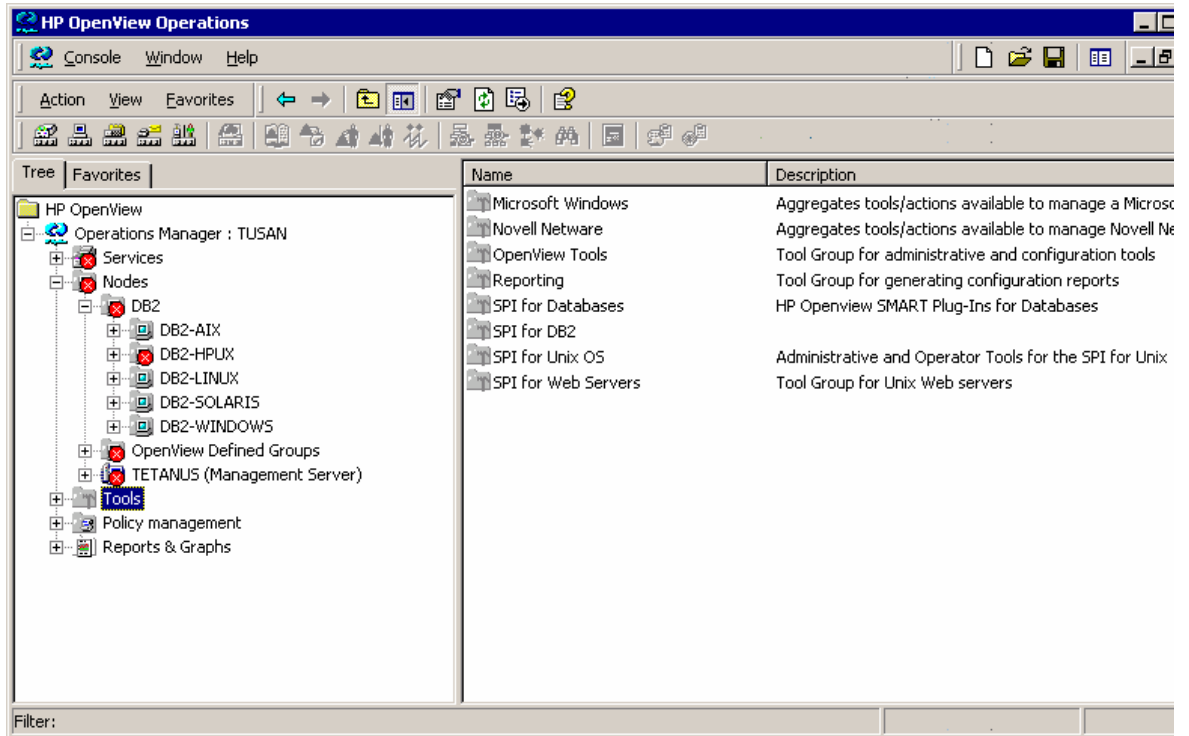 HP OpenView Operations
Console Window Help
Action View Favorites
Tree Favorites
HP OpenView
Operations Manager : TUSAN
Services
Nodes
DB2
DB2-AIX
DB2-HPUX
DB2-LINUX
DB2-SOLARIS
DB2-WINDOWS
OpenView Defined Groups
TETANUS (Management Server)
Tools
Policy management
Reports & Graphs
Name Description
Microsoft Windows Aggregates tools/actions available to manage a Microso
Novell Netware Aggregates tools/actions available to manage Novell Ne
OpenView Tools Tool Group for administrative and configuration tools
Reporting Tool Group for generating configuration reports
SPI for Databases HP Openview SMART Plug-Ins for Databases
SPI for DB2
SPI for Unix OS Administrative and Operator Tools for the SPI for Unix
SPI for Web Servers Tool Group for Unix Web servers
Filter: